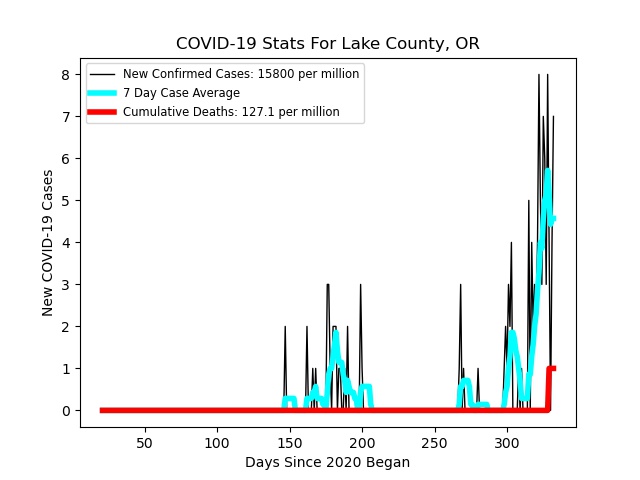 COVID-19 Stats For Lake County, OR
New Confirmed Cases: 15800 per million
7 Day Case Average
Cumulative Deaths: 127.1 per million
New COVID-19 Cases
8
7
6
5
4
3
2
1
0
50 100 150 200 250 300
Days Since 2020 Began